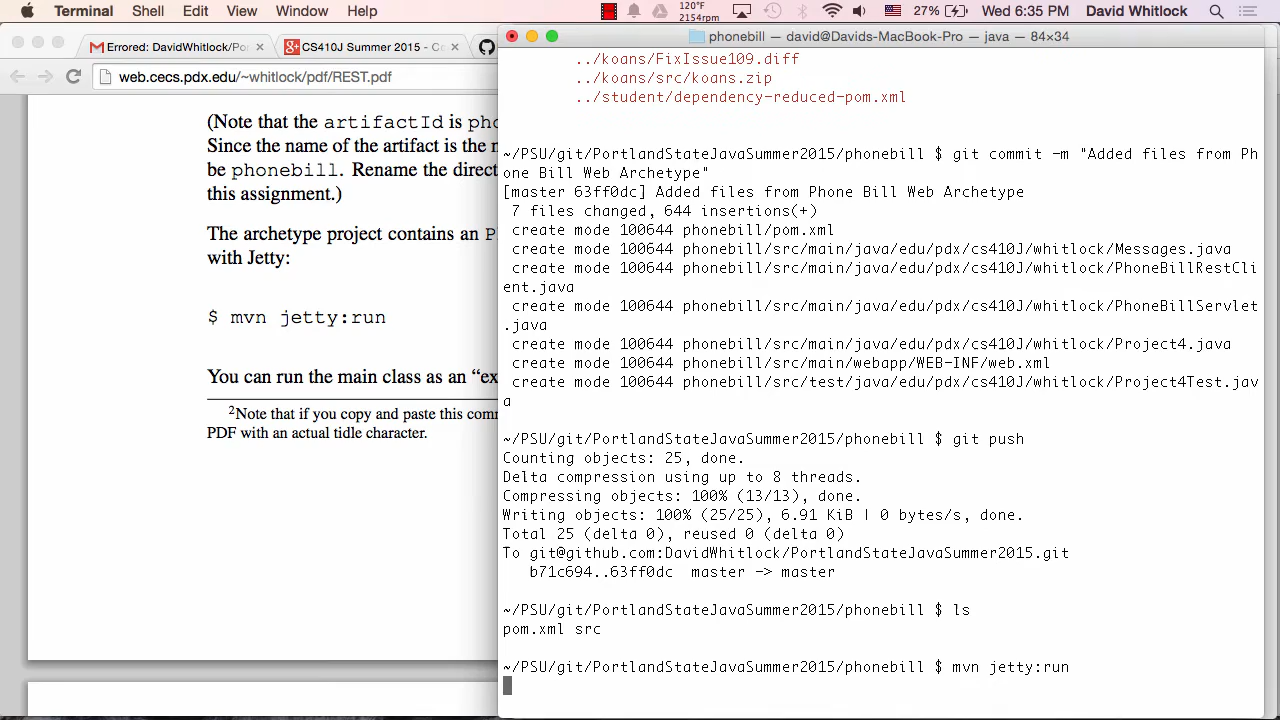 Terminal Shell Edit View Window Help 120°F 2154rpm 27% Wed 6:35 PM David Whitlock
Errored: DavidWhitlock/Po × CS410J Summer 2015 - Co ×
web.cecs.pdx.edu/~whitlock/pdf/REST.pdf
(Note that the artifactId is pho
Since the name of the artifact is the n
be phonebill. Rename the direct
this assignment.)
The archetype project contains an P
with Jetty:
$ mvn jetty:run
You can run the main class as an “ex
2Note that if you copy and paste this com
PDF with an actual tidle character.
phonebill — david@Davids-MacBook-Pro — java — 84×34
../koans/FixIssue109.diff
../koans/src/koans.zip
../student/dependency-reduced-pom.xml
~/PSU/git/PortlandStateJavaSummer2015/phonebill $ git commit -m "Added files from Ph
one Bill Web Archetype"
[master 63ff0dc] Added files from Phone Bill Web Archetype
7 files changed, 644 insertions(+)
create mode 100644 phonebill/pom.xml
create mode 100644 phonebill/src/main/java/edu/pdx/cs410J/whitlock/Messages.java
create mode 100644 phonebill/src/main/java/edu/pdx/cs410J/whitlock/PhoneBillRestCli
ent.java
create mode 100644 phonebill/src/main/java/edu/pdx/cs410J/whitlock/PhoneBillServlet
.java
create mode 100644 phonebill/src/main/java/edu/pdx/cs410J/whitlock/Project4.java
create mode 100644 phonebill/src/main/webapp/WEB-INF/web.xml
create mode 100644 phonebill/src/test/java/edu/pdx/cs410J/whitlock/Project4Test.jav
a
~/PSU/git/PortlandStateJavaSummer2015/phonebill $ git push
Counting objects: 25, done.
Delta compression using up to 8 threads.
Compressing objects: 100% (13/13), done.
Writing objects: 100% (25/25), 6.91 KiB | 0 bytes/s, done.
Total 25 (delta 0), reused 0 (delta 0)
To git@github.com:DavidWhitlock/PortlandStateJavaSummer2015.git
b71c694..63ff0dc master -> master
~/PSU/git/PortlandStateJavaSummer2015/phonebill $ ls
pom.xml src
~/PSU/git/PortlandStateJavaSummer2015/phonebill $ mvn jetty:run